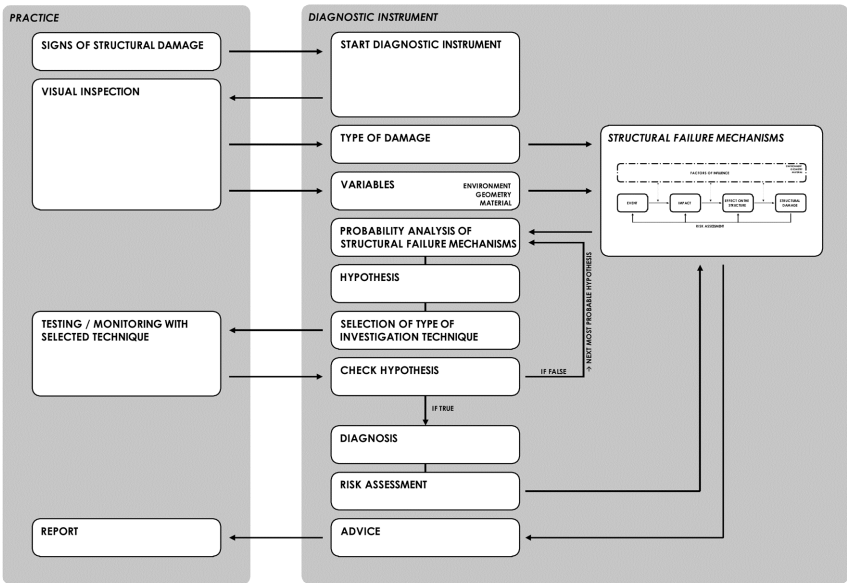 PRACTICE
SIGNS OF STRUCTURAL DAMAGE
VISUAL INSPECTION
TESTING / MONITORING WITH
SELECTED TECHNIQUE
REPORT
DIAGNOSTIC INSTRUMENT
START DIAGNOSTIC INSTRUMENT
TYPE OF DAMAGE
VARIABLES
ENVIRONMENT
GEOMETRY
MATERIAL
PROBABILITY ANALYSIS OF
STRUCTURAL FAILURE MECHANISMS
HYPOTHESIS
SELECTION OF TYPE OF
INVESTIGATION TECHNIQUE
CHECK HYPOTHESIS
IF FALSE
→ NEXT MOST PROBABLE HYPOTHESIS
IF TRUE
DIAGNOSIS
RISK ASSESSMENT
ADVICE
STRUCTURAL FAILURE MECHANISMS
ENVIRONMENT
GEOMETRY
MATERIAL
FACTORS OF INFLUENCE
EVENT
IMPACT
EFFECT ON THE
STRUCTURE
STRUCTURAL
DAMAGE
RISK ASSESSMENT